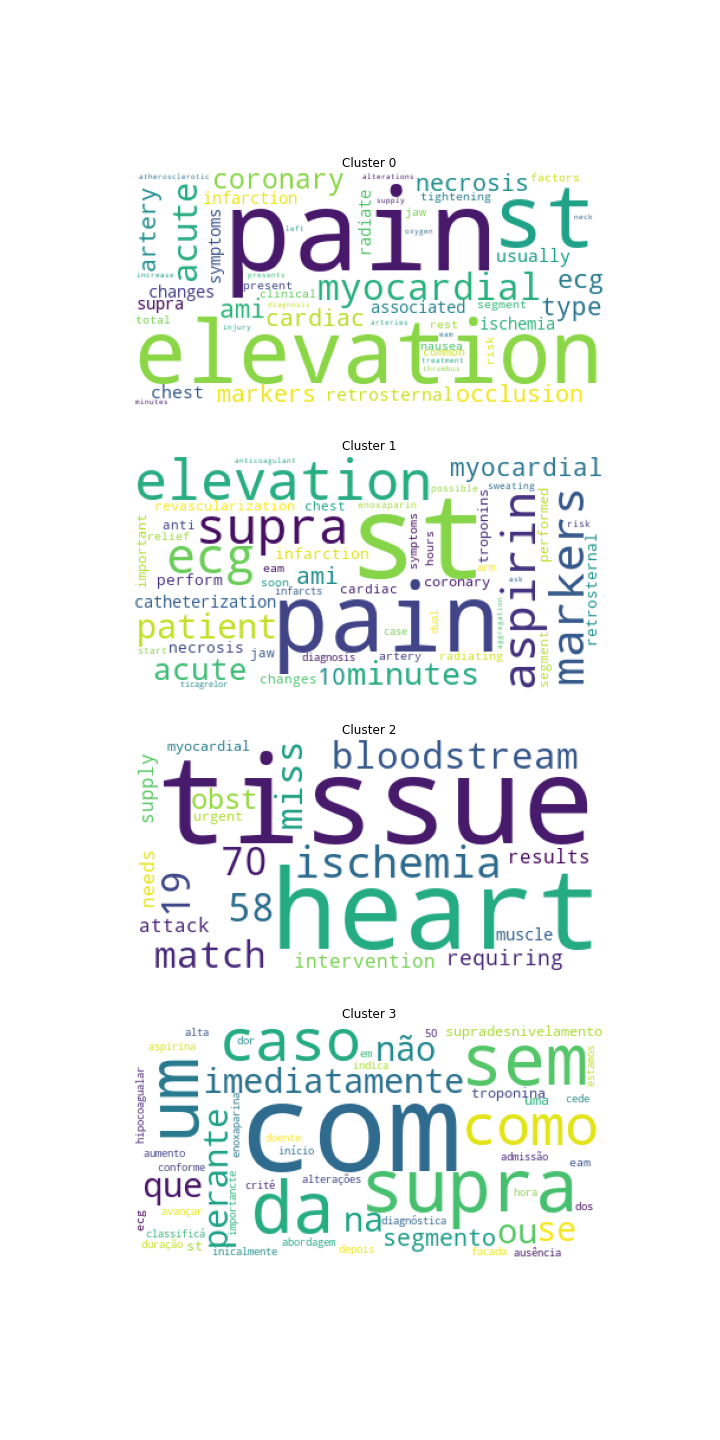 Cluster 0
atherosclerotic
coronary
alterations
necrosis
factors
artery
acute
infarction
symptoms
pain
left
radiate
supply
jaw
oxygen
tightening
st
neck
usually
increase
changes
supra
total
present
presents
clinical
diagnosis
myocardial
associated
segment
ecg
type
ami
injury
cardiac
arteries
rest
eam
nausea
common
treatment
thrombus
risk
ischemia
elevation
minutes
chest
markers
retrosternal
occlusion
Cluster 1
anticoagulant
elevation
myocardial
possible
sweating
revascularization
chest
enoxaparin
important
anti
relief
supra
st
symptoms
hours
troponins
aspirin
performed
markers
risk
retrosternal
ecg
infarction
perform
eam
soon
ami
infarcts
cardiac
coronary
arm
ask
catheterization
patient
start
necrosis
jaw
pain
case
dual
aggregation
segment
diagnosis
artery
radiating
acute
ticagrelor
changes
10
minutes
Cluster 2
myocardial
supply
tissue
miss
bloodstream
obst
urgent
needs
19
70
ischemia
results
58
heart
attack
muscle
match
intervention
requiring
Cluster 3
alta
aspirina
caso
dor
em
indica
não
50
supradesnivelamento
sem
estamos
hipocoagualar
um
imediatamente
troponina
uma
cede
perante
enoxaparina
com
doente
início
como
aumento
conforme
admissão
eam
que
critê
alterações
supra
hora
dos
ecg
avançar
importancte
da
na
diagnóstica
ou
se
classificá
duração
st
inicalmente
abordagem
depois
segmento
facada
ausência